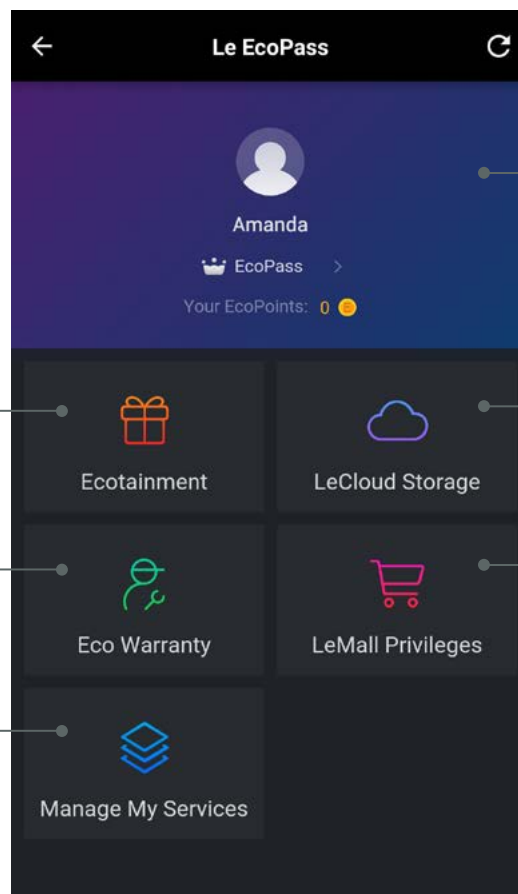 Le EcoPass
Amanda
EcoPass
Your EcoPoints: 0
Ecotainment
LeCloud Storage
Eco Warranty
LeMall Privileges
Manage My Services